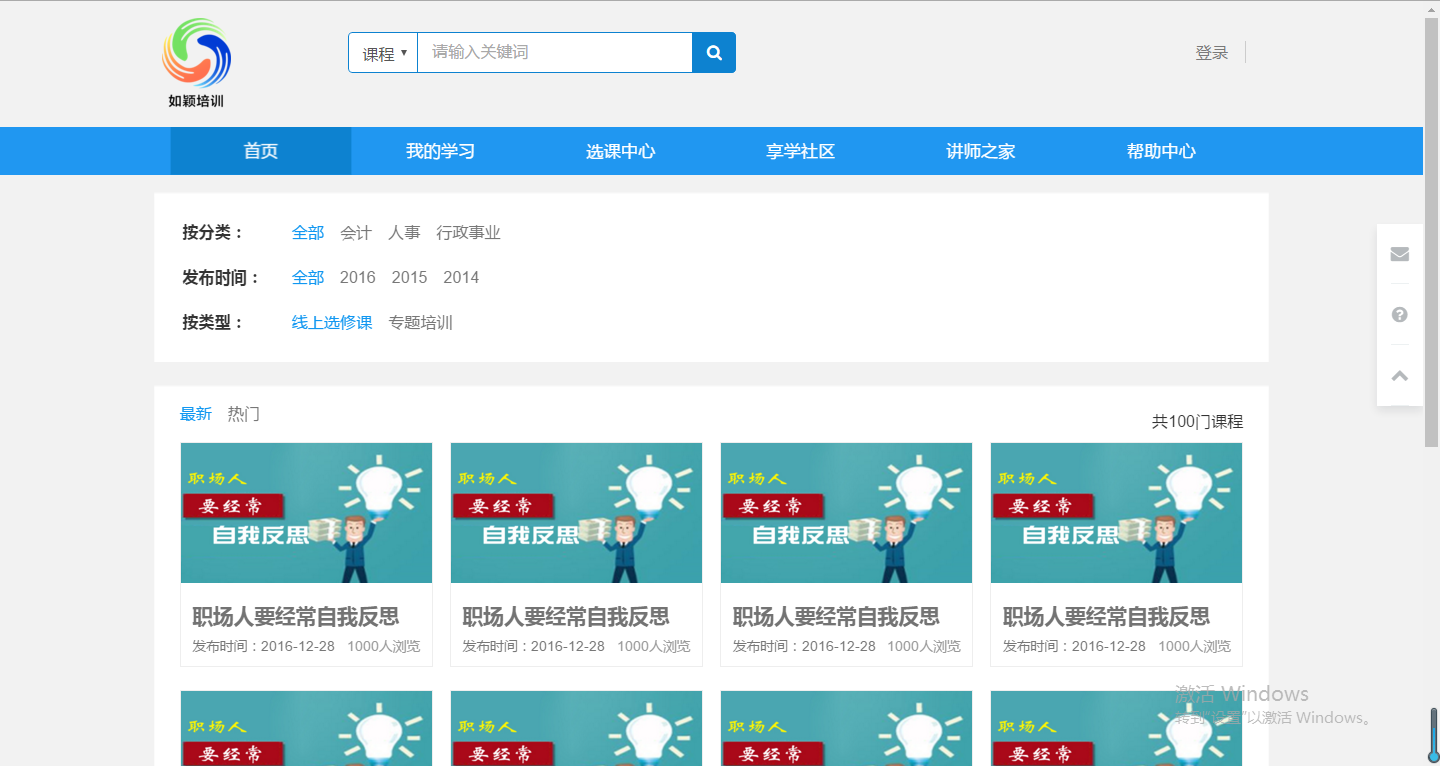 如颖培训
课程 请输入关键词
登录
首页 我的学习 选课中心 享学社区 讲师之家 帮助中心
按分类： 全部 会计 人事 行政事业
发布时间： 全部 2016 2015 2014
按类型： 线上选修课 专题培训
最新 热门
共100门课程
职场人 职场人 职场人 职场人
要经常 要经常 要经常 要经常
自我反思 自我反思 自我反思 自我反思
职场人要经常自我反思 职场人要经常自我反思 职场人要经常自我反思 职场人要经常自我反思
发布时间：2016-12-28 1000人浏览 发布时间：2016-12-28 1000人浏览 发布时间：2016-12-28 1000人浏览 发布时间：2016-12-28 1000人浏览
激活 Windows
转到"设置"以激活 Windows。
职场人 职场人 职场人 职场人
要经常 要经常 要经常 要经常